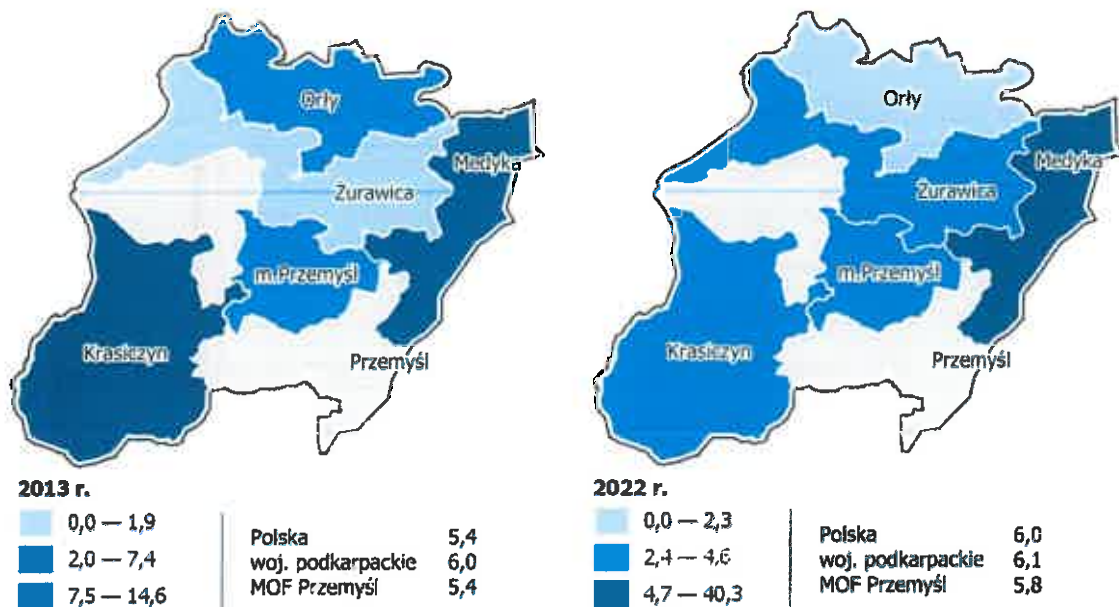 Orły
Medyka
Żurawica
m.Przemyśl
Krasiczyn
Przemyśl
2013 r.
0,0 — 1,9
2,0 — 7,4
7,5 — 14,6
Polska 5,4
woj. podkarpackie 6,0
MOF Przemyśl 5,4
Orły
Medyka
Żurawica
m.Przemyśl
Krasiczyn
Przemyśl
2022 r.
0,0 — 2,3
2,4 — 4,6
4,7 — 40,3
Polska 6,0
woj. podkarpackie 6,1
MOF Przemyśl 5,8